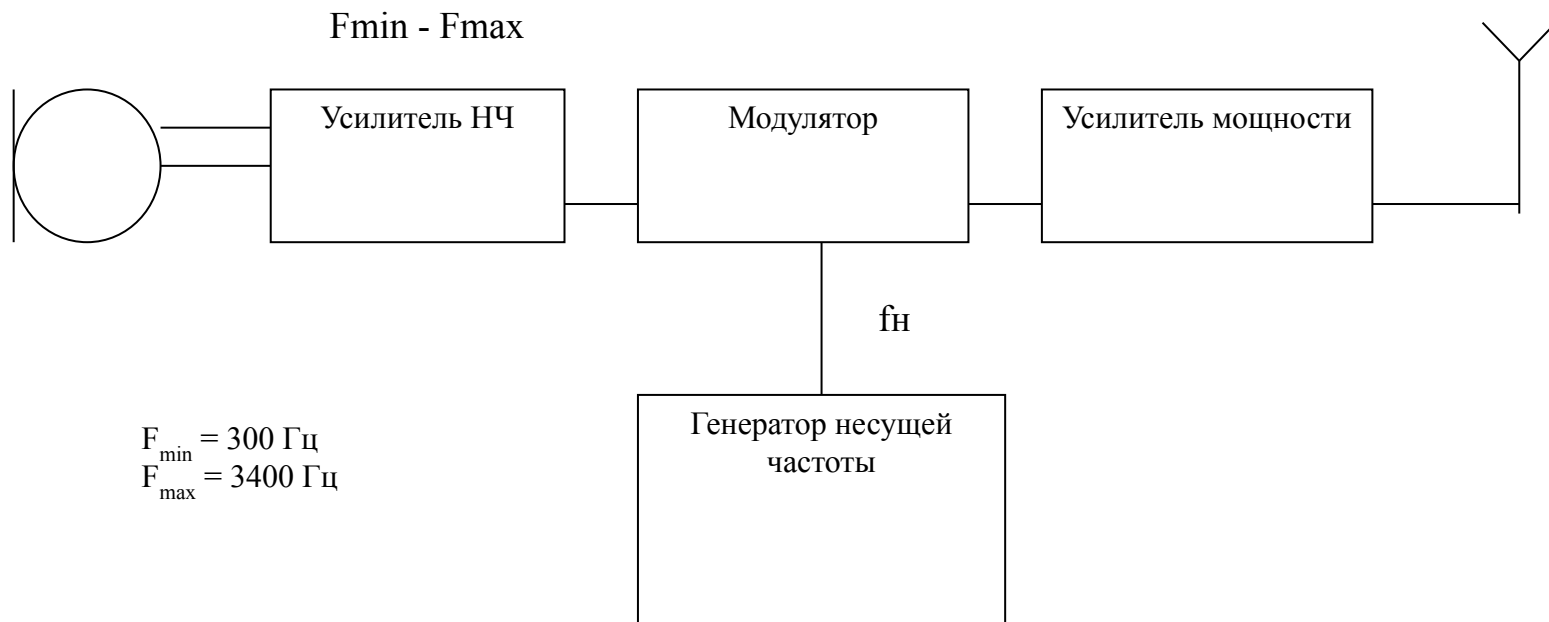 Fmin - Fmax
Усилитель НЧ
Модулятор
Усилитель мощности
fн
Генератор несущей
частоты
Fmin = 300 Гц
Fmax = 3400 Гц